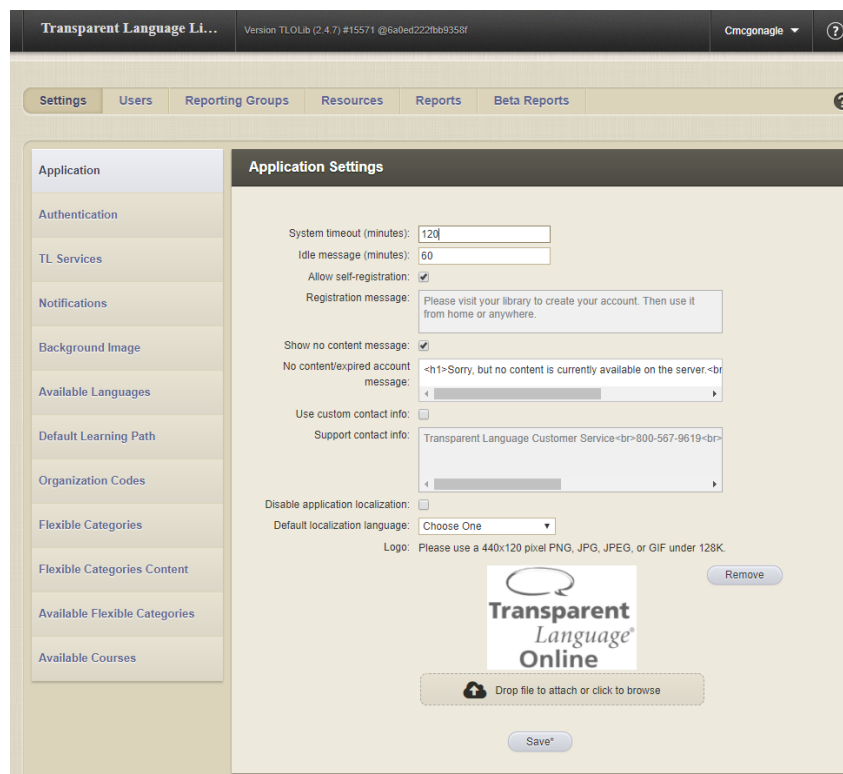 Transparent Language Li...
Version TLOLib (2.4.7) #15571 @6a0ed222fbb9358f
Cmcgonagle
?
Settings
Users
Reporting Groups
Resources
Reports
Beta Reports
Application
Authentication
TL Services
Notifications
Background Image
Available Languages
Default Learning Path
Organization Codes
Flexible Categories
Flexible Categories Content
Available Flexible Categories
Available Courses
Application Settings
System timeout (minutes): 120
Idle message (minutes): 60
Allow self-registration:
Registration message: Please visit your library to create your account. Then use it
from home or anywhere.
Show no content message:
No content/expired account
message:
<h1>Sorry, but no content is currently available on the server.<br
Use custom contact info:
Support contact info: Transparent Language Customer Service<br>800-567-9619<br>
Disable application localization:
Default localization language: Choose One
Logo: Please use a 440x120 pixel PNG, JPG, JPEG, or GIF under 128K.
Transparent
Language®
Online
Remove
Drop file to attach or click to browse
Save*